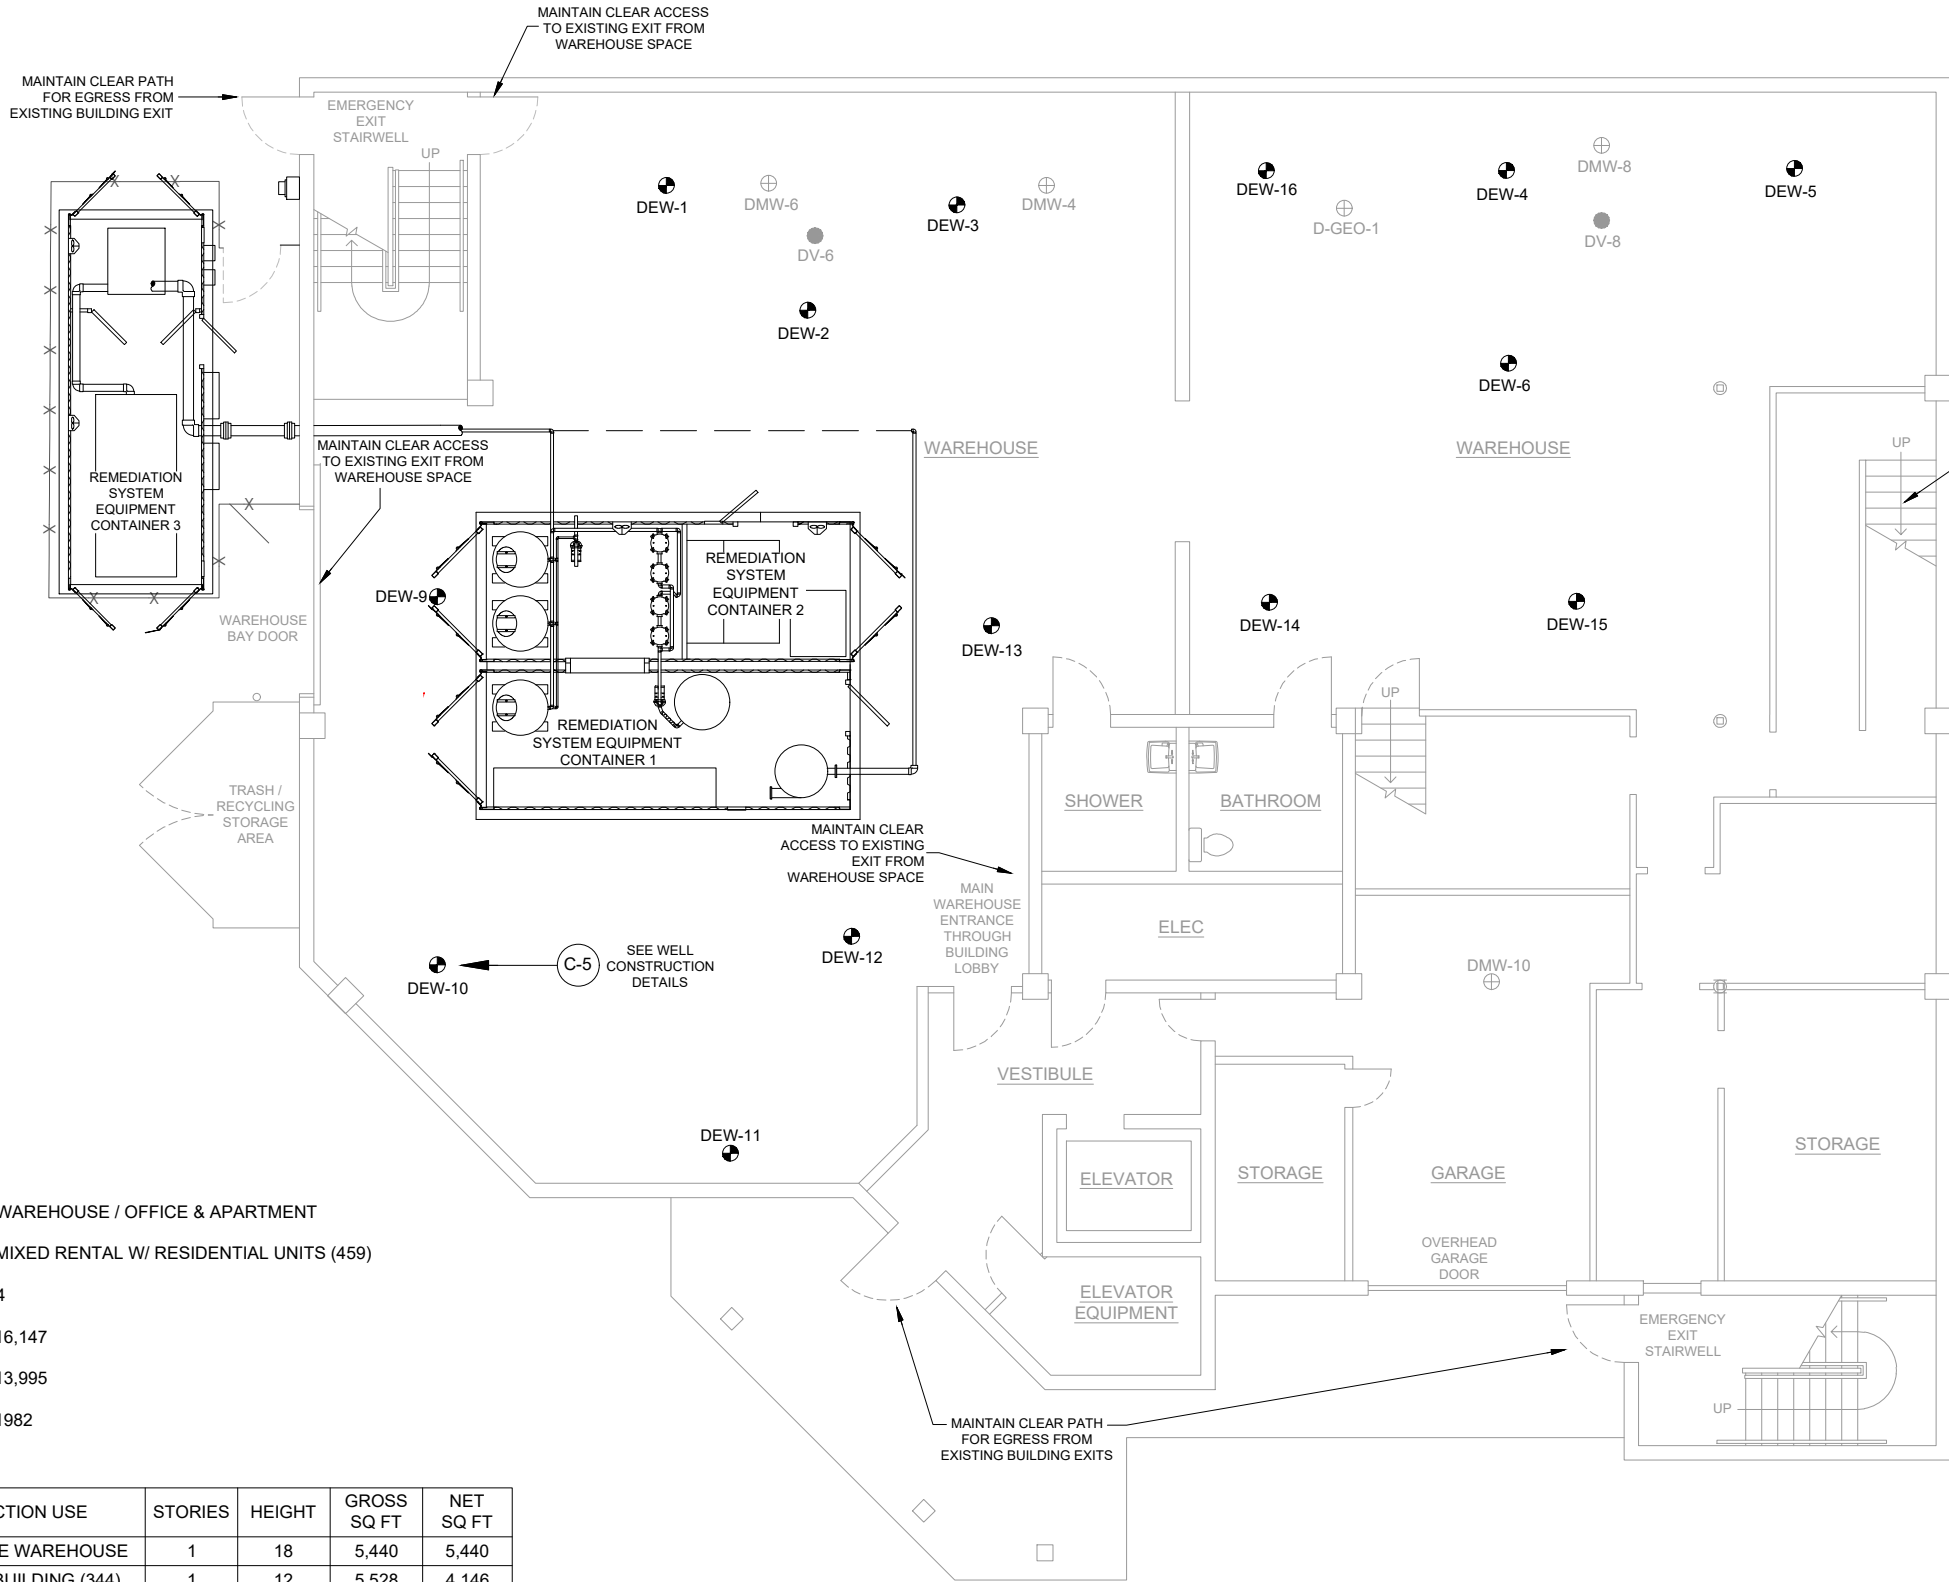 MAINTAIN CLEAR ACCESS
TO EXISTING EXIT FROM
WAREHOUSE SPACE
MAINTAIN CLEAR PATH
FOR EGRESS FROM
EXISTING BUILDING EXIT
EMERGENCY
EXIT
STAIRWELL
UP
DEW-1
DMW-6
DV-6
DEW-3
DMW-4
DEW-16
D-GEO-1
DEW-4
DMW-8
DV-8
DEW-5
DEW-2
DEW-6
MAINTAIN CLEAR ACCESS
TO EXISTING EXIT FROM
WAREHOUSE SPACE
WAREHOUSE
WAREHOUSE
UP
REMEDIATION
SYSTEM
EQUIPMENT
CONTAINER 3
REMEDIATION
SYSTEM
EQUIPMENT
CONTAINER 2
DEW-9
WAREHOUSE
BAY DOOR
DEW-13
DEW-14
DEW-15
REMEDIATION
SYSTEM EQUIPMENT
CONTAINER 1
UP
TRASH /
RECYCLING
STORAGE
AREA
SHOWER
BATHROOM
MAINTAIN CLEAR
ACCESS TO EXISTING
EXIT FROM
WAREHOUSE SPACE
MAIN
WAREHOUSE
ENTRANCE
THROUGH
BUILDING
LOBBY
ELEC
DEW-10
C-5
SEE WELL
CONSTRUCTION
DETAILS
DEW-12
DMW-10
VESTIBULE
DEW-11
ELEVATOR
STORAGE
GARAGE
STORAGE
WAREHOUSE / OFFICE & APARTMENT
MIXED RENTAL W/ RESIDENTIAL UNITS (459)
4
16,147
13,995
1982
ELEVATOR
EQUIPMENT
OVERHEAD
GARAGE
DOOR
EMERGENCY
EXIT
STAIRWELL
UP
MAINTAIN CLEAR PATH
FOR EGRESS FROM
EXISTING BUILDING EXITS
CTION USE STORIES HEIGHT GROSS SQ FT NET SQ FT
E WAREHOUSE 1 18 5,440 5,440
BUILDING (344) 1 12 5,528 4,146